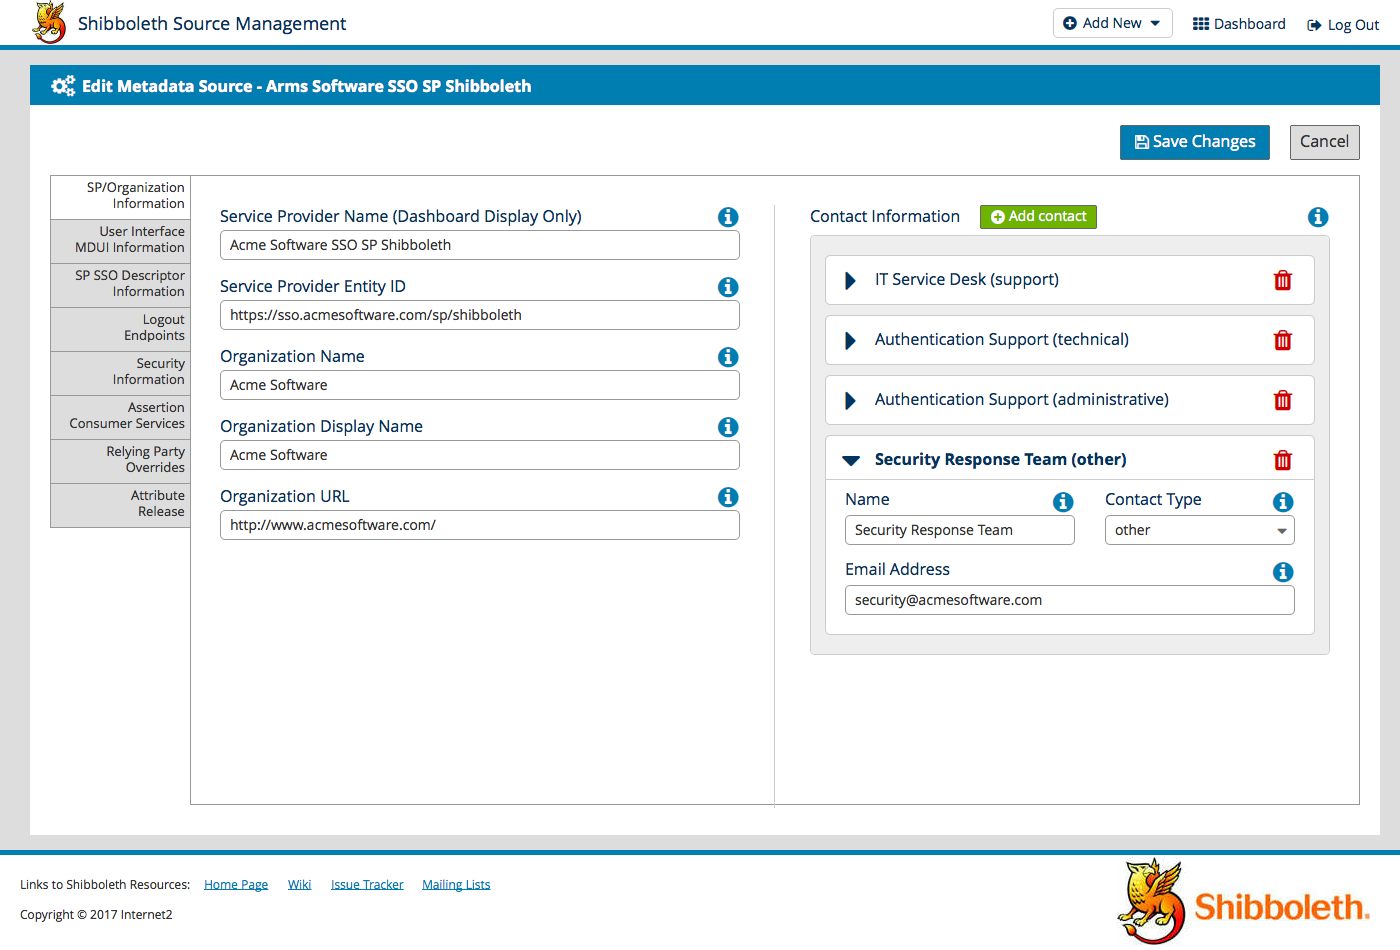 Shibboleth Source Management
Add New
Dashboard
Log Out
Edit Metadata Source - Arms Software SSO SP Shibboleth
Save Changes
Cancel
SP/Organization
Information
User Interface
MDUI Information
SP SSO Descriptor
Information
Logout
Endpoints
Security
Information
Assertion
Consumer Services
Relying Party
Overrides
Attribute
Release
Service Provider Name (Dashboard Display Only)
Acme Software SSO SP Shibboleth
Service Provider Entity ID
https://sso.acmesoftware.com/sp/shibboleth
Organization Name
Acme Software
Organization Display Name
Acme Software
Organization URL
http://www.acmesoftware.com/
Contact Information
Add contact
IT Service Desk (support)
Authentication Support (technical)
Authentication Support (administrative)
Security Response Team (other)
Name
Contact Type
Security Response Team
other
Email Address
security@acmesoftware.com
Links to Shibboleth Resources: Home Page Wiki Issue Tracker Mailing Lists
Copyright © 2017 Internet2
Shibboleth.